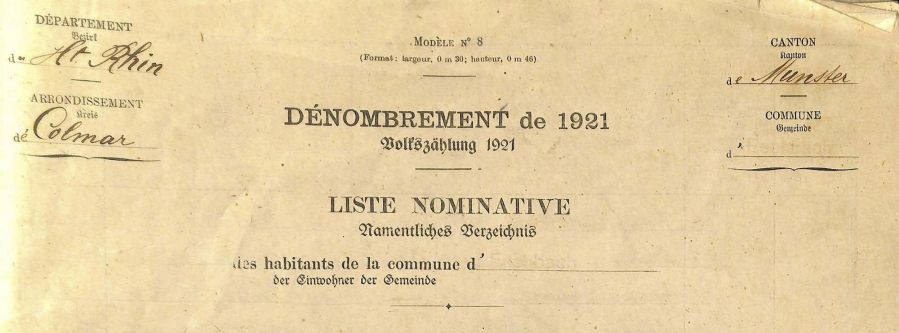 DÉPARTEMENT
Bezirk
du Ht Rhin
ARRONDISSEMENT
Kreis
de Colmar
MODÈLE N° 8
(Format: largeur, 0 m 30; hauteur, 0 m 46)
DÉNOMBREMENT de 1921
Volkszählung 1921
LISTE NOMINATIVE
Namentliches Verzeichnis
des habitants de la commune d'
der Einwohner der Gemeinde
CANTON
Kanton
de Munster
COMMUNE
Gemeinde
d'